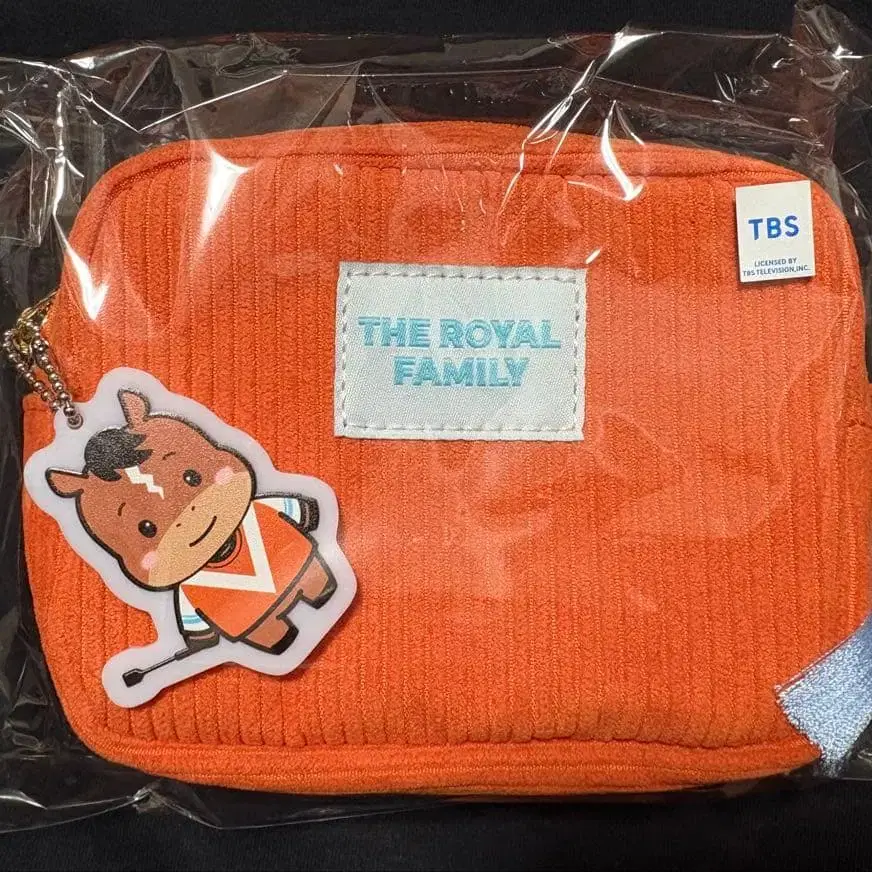 TBS
LICENSED BY
TBS TELEVISION,INC.
THE ROYAL
FAMILY